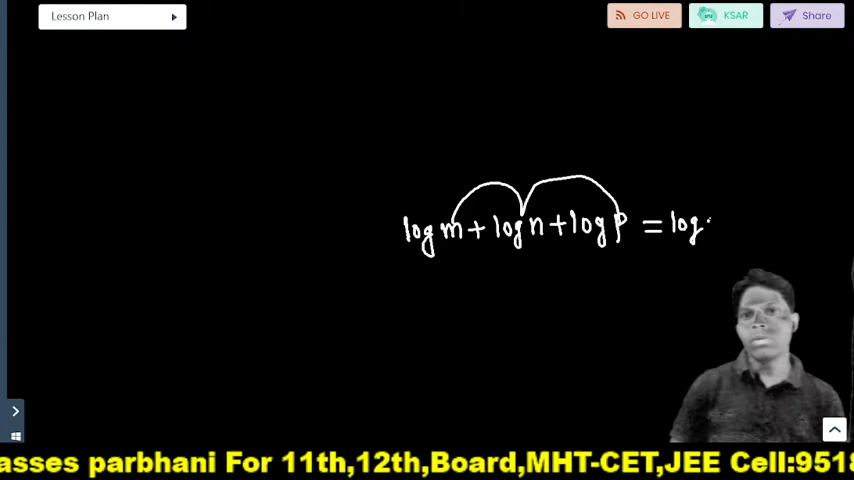 Lesson Plan
GO LIVE
KSAR
Share
log m + log n + log p = log
asses parbhani For 11th,12th,Board,MHT-CET,JEE Cell:9518